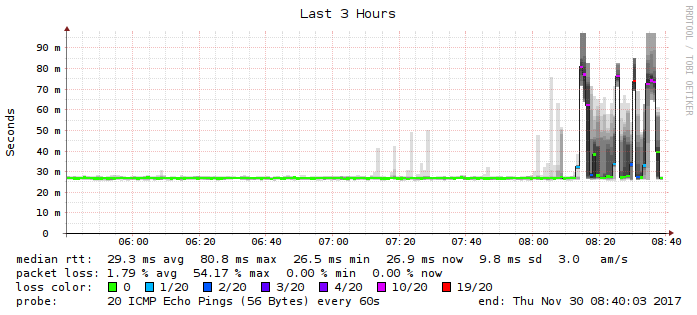 Last 3 Hours
RRDTOOL / TOBI OETIKER
Seconds
90 m
80 m
70 m
60 m
50 m
40 m
30 m
20 m
10 m
0
06:00 06:20 06:40 07:00 07:20 07:40 08:00 08:20 08:40
median rtt: 29.3 ms avg 80.8 ms max 26.5 ms min 26.9 ms now 9.8 ms sd 3.0 am/s
packet loss: 1.79 % avg 54.17 % max 0.00 % min 0.00 % now
loss color: 0 1/20 2/20 3/20 4/20 10/20 19/20
probe: 20 ICMP Echo Pings (56 Bytes) every 60s end: Thu Nov 30 08:40:03 2017